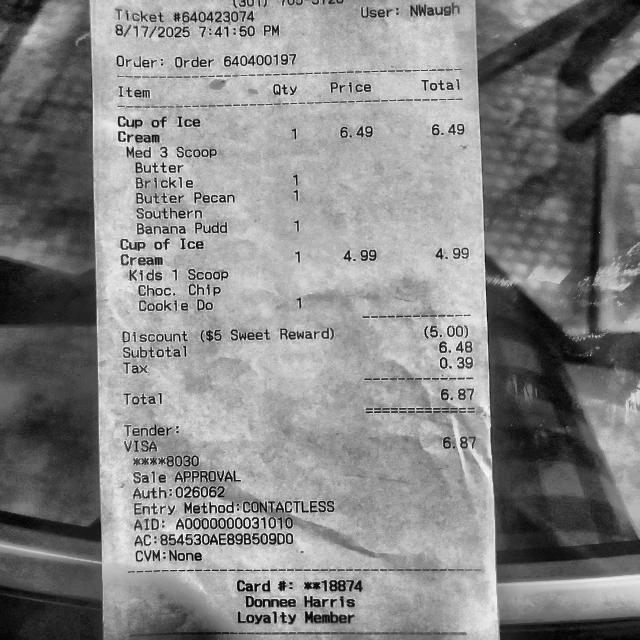 Ticket #640423074 User: NWaugh
8/17/2025 7:41:50 PM
Order: Order 640400197
Item Qty Price Total
Cup of Ice
Cream 1 6.49 6.49
Med 3 Scoop
Butter
Brickle 1
Butter Pecan 1
Southern
Banana Pudd 1
Cup of Ice
Cream 1 4.99 4.99
Kids 1 Scoop
Choc. Chip
Cookie Do 1
Discount ($5 Sweet Reward) (5.00)
Subtotal 6.48
Tax 0.39
Total 6.87
Tender:
VISA 6.87
****8030
Sale APPROVAL
Auth:026062
Entry Method:CONTACTLESS
AID: A0000000031010
AC:854530AE89B509D0
CVM:None
Card #: **18874
Donnee Harris
Loyalty Member